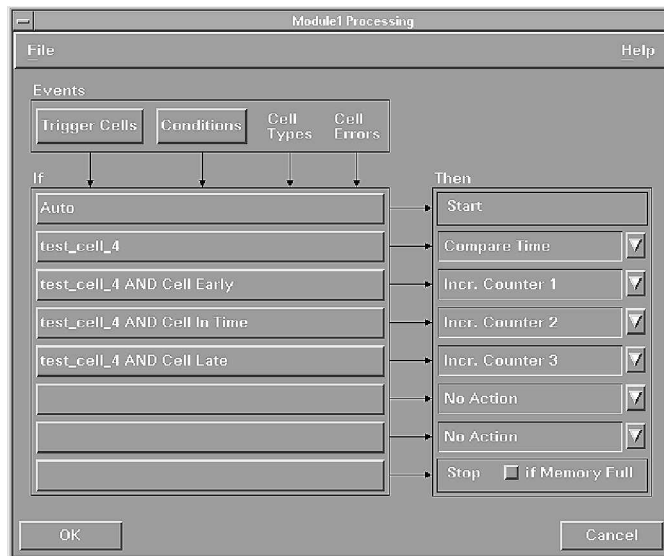 Module1 Processing
File Help
Events
Trigger Cells Conditions Cell Types Cell Errors
If Then
Auto Start
test_cell_4 Compare Time
test_cell_4 AND Cell Early Incr. Counter 1
test_cell_4 AND Cell In Time Incr. Counter 2
test_cell_4 AND Cell Late Incr. Counter 3
No Action
No Action
Stop if Memory Full
OK Cancel